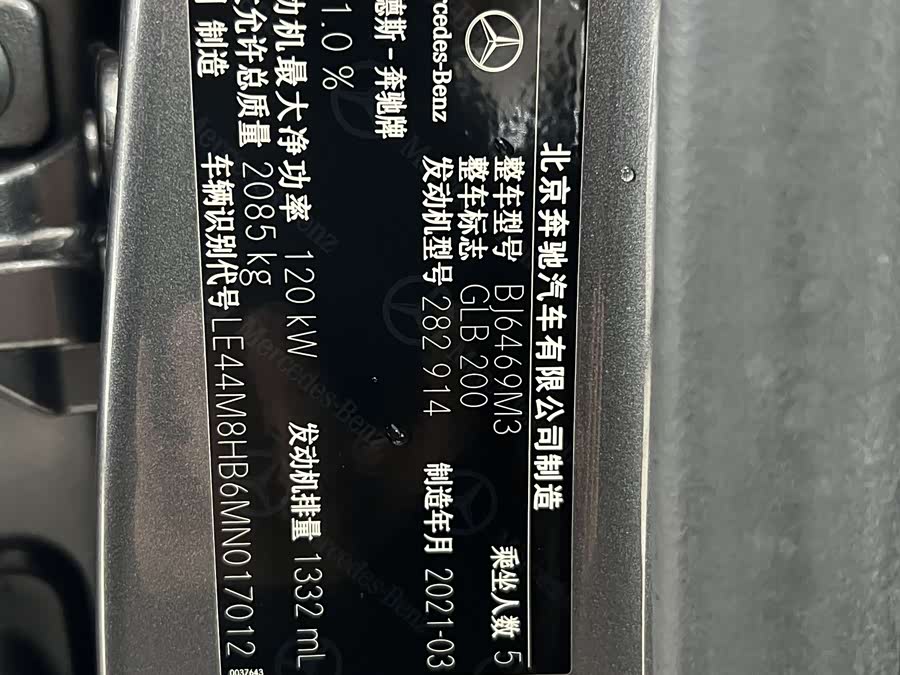 北京奔驰汽车有限公司制造
整车型号 BJ6469M3 乘坐人数 5
整车标志 GLB 200
rcedes-Benz
发动机型号 282 914 制造年月 2021-03
德斯-奔驰牌
1.0 %
动机最大净功率 120 kW 发动机排量 1332 mL
允许总质量 2085 kg
制造 车辆识别代号 LE44M8HB6MN017012
0037643